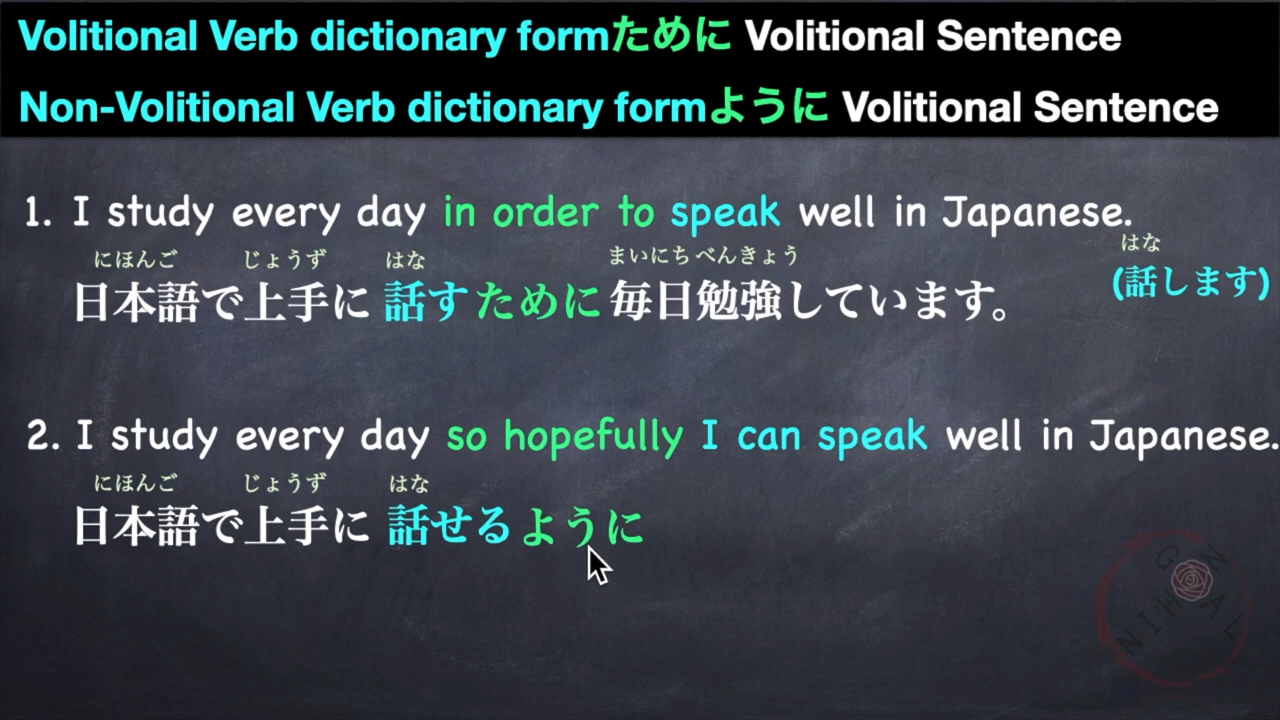 Volitional Verb dictionary formために Volitional Sentence
Non-Volitional Verb dictionary formように Volitional Sentence
1. I study every day in order to speak well in Japanese.
にほんご じょうず はな まいにち べんきょう はな
日本語で上手に 話す ために 毎日勉強しています。 (話します)
2. I study every day so hopefully I can speak well in Japanese.
にほんご じょうず はな
日本語で上手に 話せる ように
NIHON GOAL